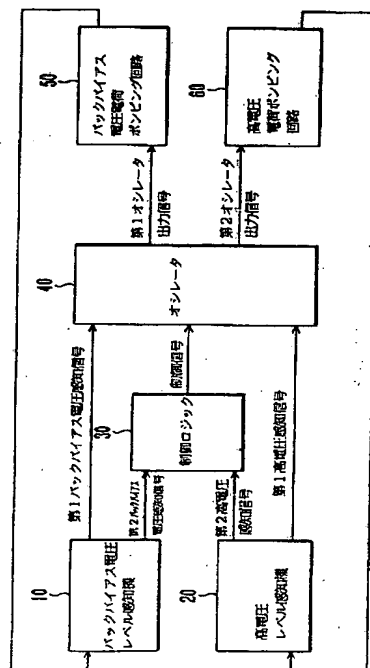 10
バックバイアス電圧
レベル感知機
20
高電圧
レベル感知機
第1バックバイアス電圧感知信号
第2バックバイアス
電圧感知信号
第2高電圧
感知信号
第1高電圧感知信号
30
制御ロジック
制御信号
40
オシレータ
第1オシレータ
出力信号
第2オシレータ
出力信号
50
バックバイアス
電圧電荷
ポンピング回路
60
高電圧
電荷ポンピング
回路